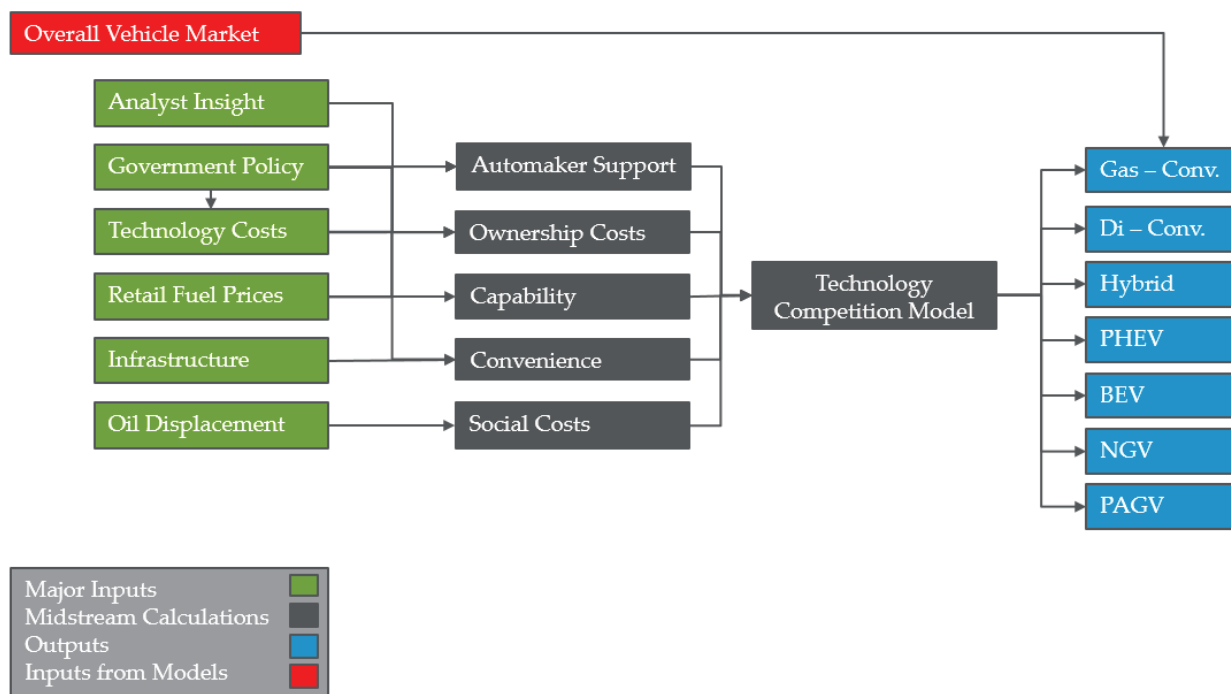 Overall Vehicle Market
Analyst Insight
Government Policy
Technology Costs
Retail Fuel Prices
Infrastructure
Oil Displacement
Automaker Support
Ownership Costs
Capability
Convenience
Social Costs
Technology
Competition Model
Gas – Conv.
Di – Conv.
Hybrid
PHEV
BEV
NGV
PAGV
Major Inputs
Midstream Calculations
Outputs
Inputs from Models